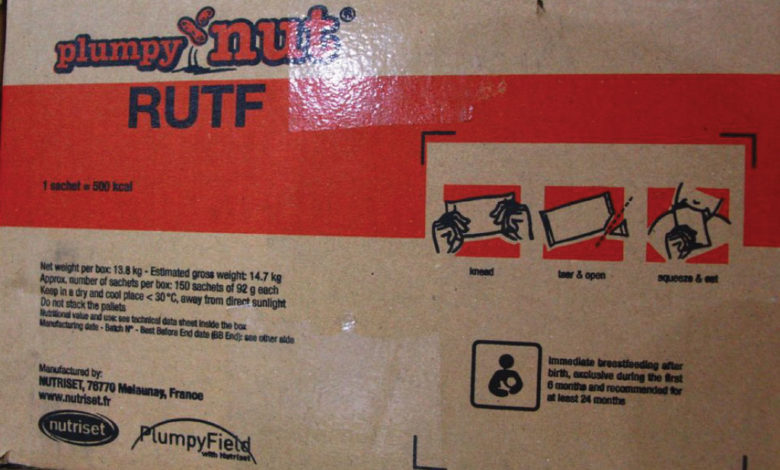 plumpy nut®
RUTF
1 sachet = 500 kcal
knead
tear & open
squeeze & eat
Net weight per box: 13.8 kg - Estimated gross weight: 14.7 kg
Approx. number of sachets per box: 150 sachets of 92 g each
Keep in a dry and cool place < 30°C, away from direct sunlight
Do not stack the pallets
Nutritional value and use: see technical data sheet inside the box
Manufacturing date - Batch N° - Best Before End date (BB End): see other side
Immediate breastfeeding after
birth, exclusive during the first
6 months and recommended for
at least 24 months
Manufactured by:
NUTRISET, 76770 Malaunay, France
www.nutriset.fr
nutriset
PlumpyField
with Nutriset